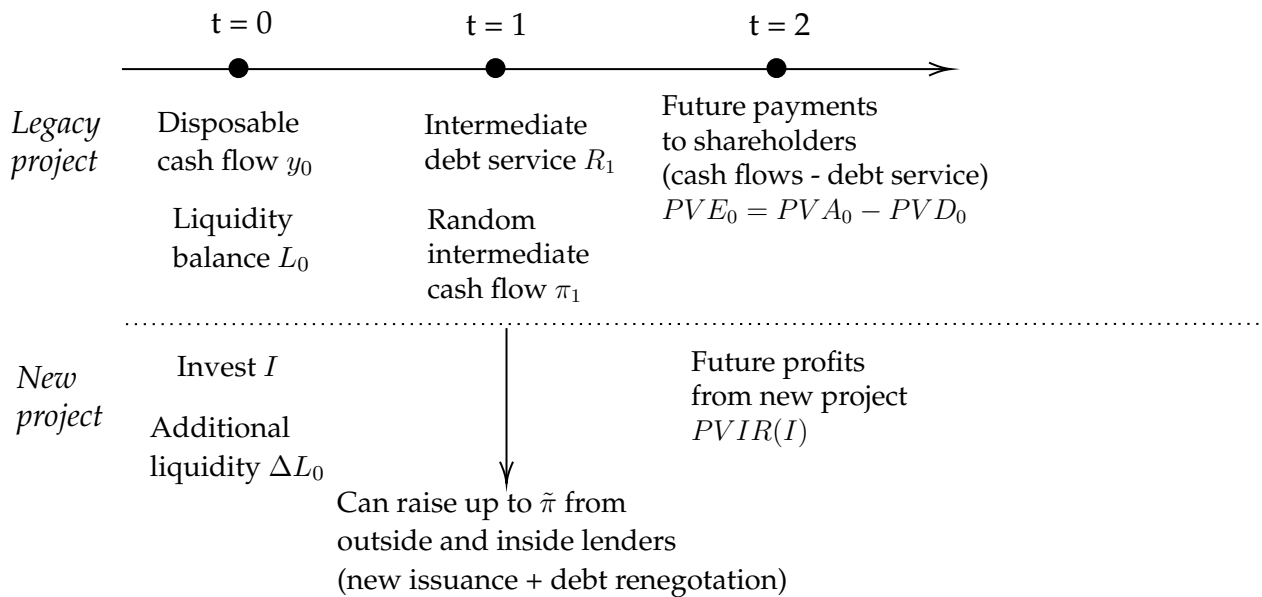 t = 0
t = 1
t = 2
Legacy
project
Disposable
cash flow y₀
Liquidity
balance L₀
Intermediate
debt service R₁
Random
intermediate
cash flow π₁
Future payments
to shareholders
(cash flows - debt service)
PVE₀ = PVA₀ − PVD₀
New
project
Invest I
Additional
liquidity ΔL₀
Future profits
from new project
PVIR(I)
Can raise up to π̃ from
outside and inside lenders
(new issuance + debt renegotation)